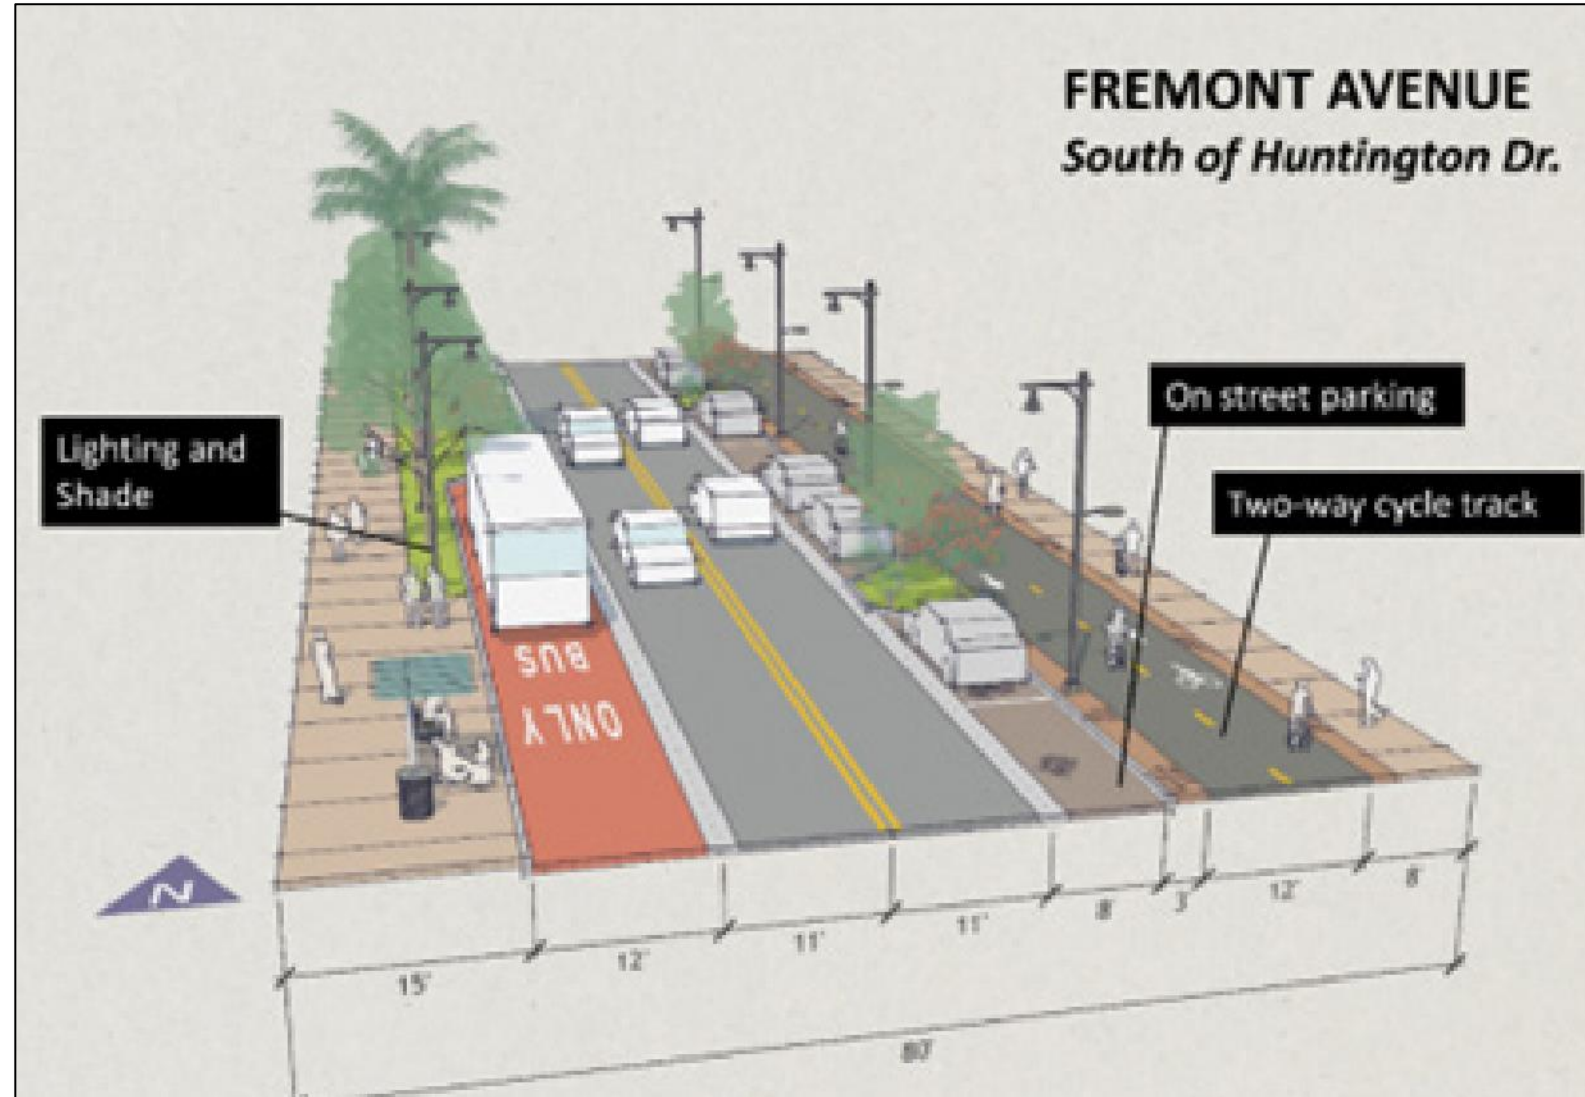 FREMONT AVENUE
South of Huntington Dr.
On street parking
Lighting and
Shade
Two-way cycle track
BUS
ONLY
N
15'
12'
11'
11'
8'
3'
12'
8'
80'